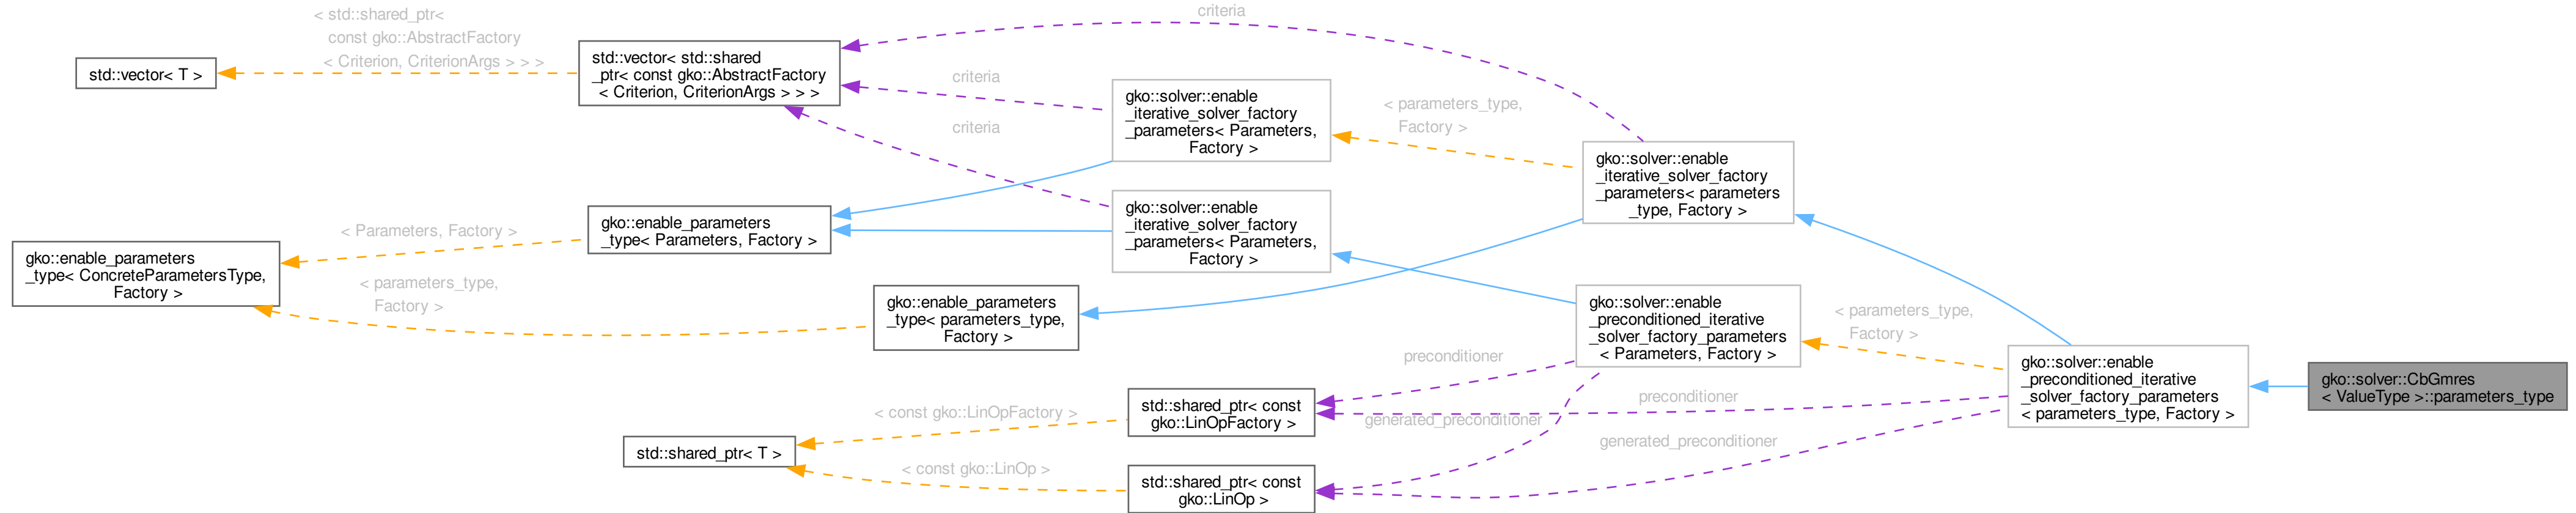 < std::shared_ptr<
const gko::AbstractFactory
< Criterion, CriterionArgs > > >
std::vector< T >
std::vector< std::shared
_ptr< const gko::AbstractFactory
< Criterion, CriterionArgs > > >
criteria
criteria
criteria
gko::solver::enable
_iterative_solver_factory
_parameters< Parameters,
Factory >
< parameters_type,
Factory >
gko::solver::enable
_iterative_solver_factory
_parameters< parameters
_type, Factory >
gko::enable_parameters
_type< ConcreteParametersType,
Factory >
< Parameters, Factory >
gko::enable_parameters
_type< Parameters, Factory >
gko::solver::enable
_iterative_solver_factory
_parameters< Parameters,
Factory >
< parameters_type,
Factory >
gko::enable_parameters
_type< parameters_type,
Factory >
gko::solver::enable
_preconditioned_iterative
_solver_factory_parameters
< Parameters, Factory >
< parameters_type,
Factory >
gko::solver::enable
_preconditioned_iterative
_solver_factory_parameters
< parameters_type, Factory >
gko::solver::CbGmres
< ValueType >::parameters_type
preconditioner
preconditioner
generated_preconditioner
generated_preconditioner
std::shared_ptr< T >
< const gko::LinOpFactory >
std::shared_ptr< const
gko::LinOpFactory >
< const gko::LinOp >
std::shared_ptr< const
gko::LinOp >